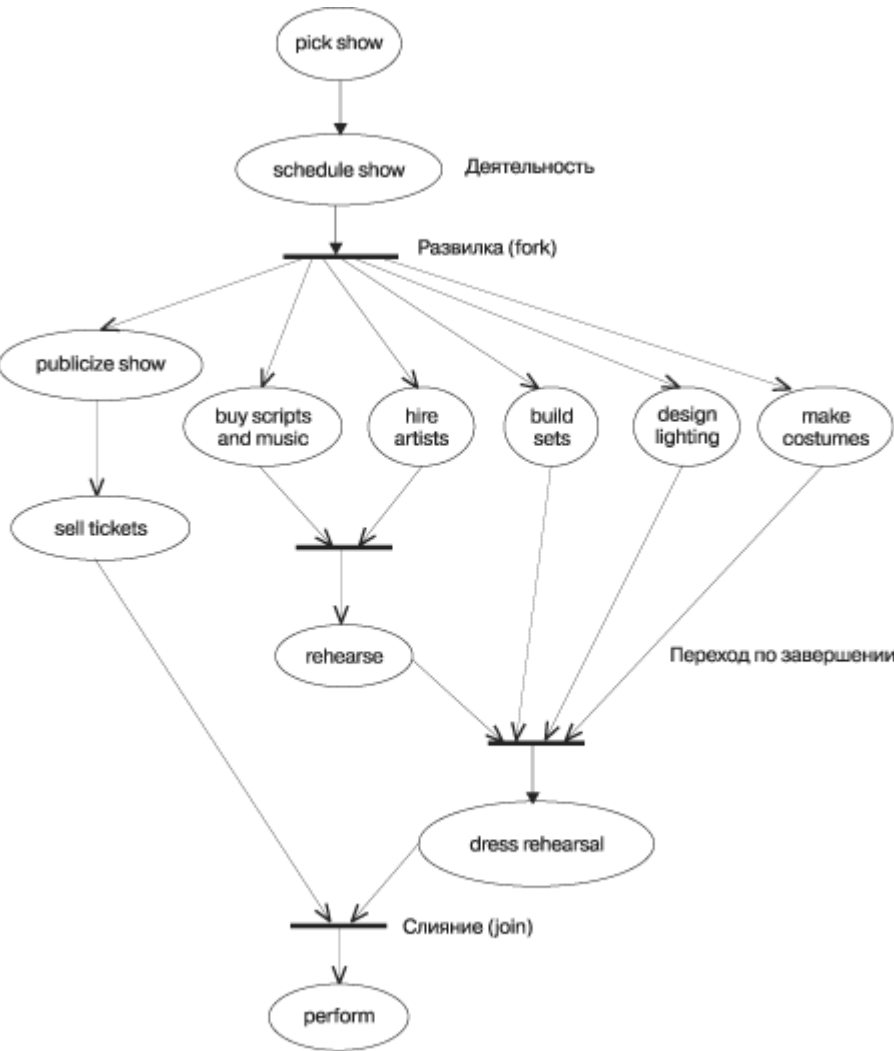 pick show
schedule show
Деятельность
Развилка (fork)
publicize show
buy scripts
and music
hire
artists
build
sets
design
lighting
make
costumes
sell tickets
rehearse
Переход по завершении
dress rehearsal
Слияние (join)
perform